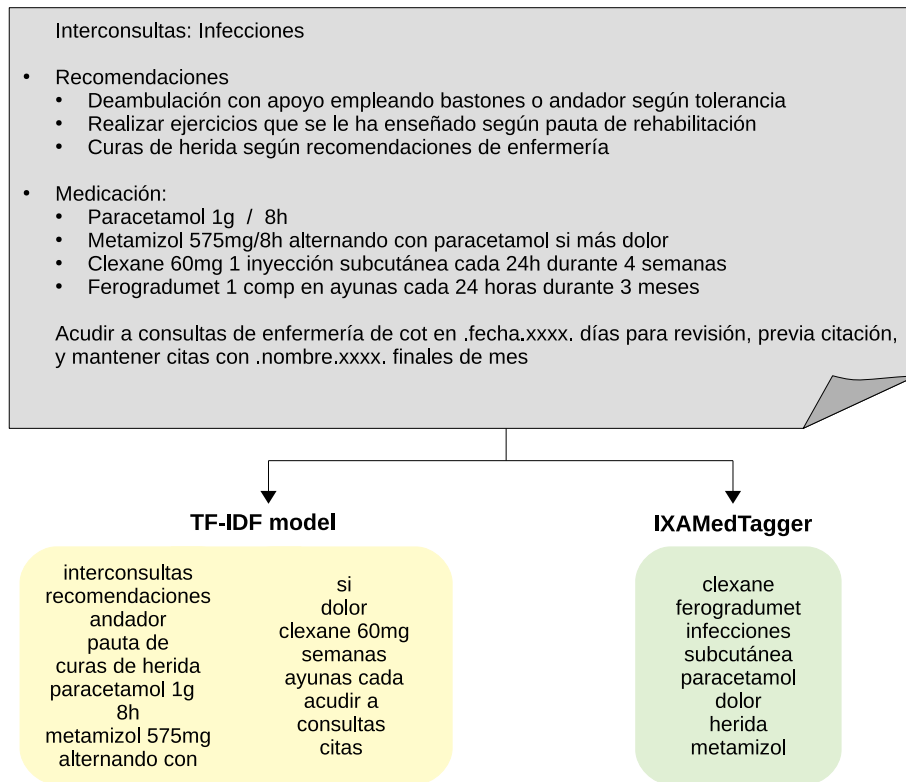 Interconsultas: Infecciones
• Recomendaciones
• Deambulación con apoyo empleando bastones o andador según tolerancia
• Realizar ejercicios que se le ha enseñado según pauta de rehabilitación
• Curas de herida según recomendaciones de enfermería
• Medicación:
• Paracetamol 1g / 8h
• Metamizol 575mg/8h alternando con paracetamol si más dolor
• Clexane 60mg 1 inyección subcutánea cada 24h durante 4 semanas
• Ferogradumet 1 comp en ayunas cada 24 horas durante 3 meses
Acudir a consultas de enfermería de cot en .fecha.xxxx. días para revisión, previa citación,
y mantener citas con .nombre.xxxx. finales de mes
TF-IDF model
interconsultas
recomendaciones
andador
pauta de
curas de herida
paracetamol 1g
8h
metamizol 575mg
alternando con
si
dolor
clexane 60mg
semanas
ayunas cada
acudir a
consultas
citas
IXAMedTagger
clexane
ferogradumet
infecciones
subcutánea
paracetamol
dolor
herida
metamizol